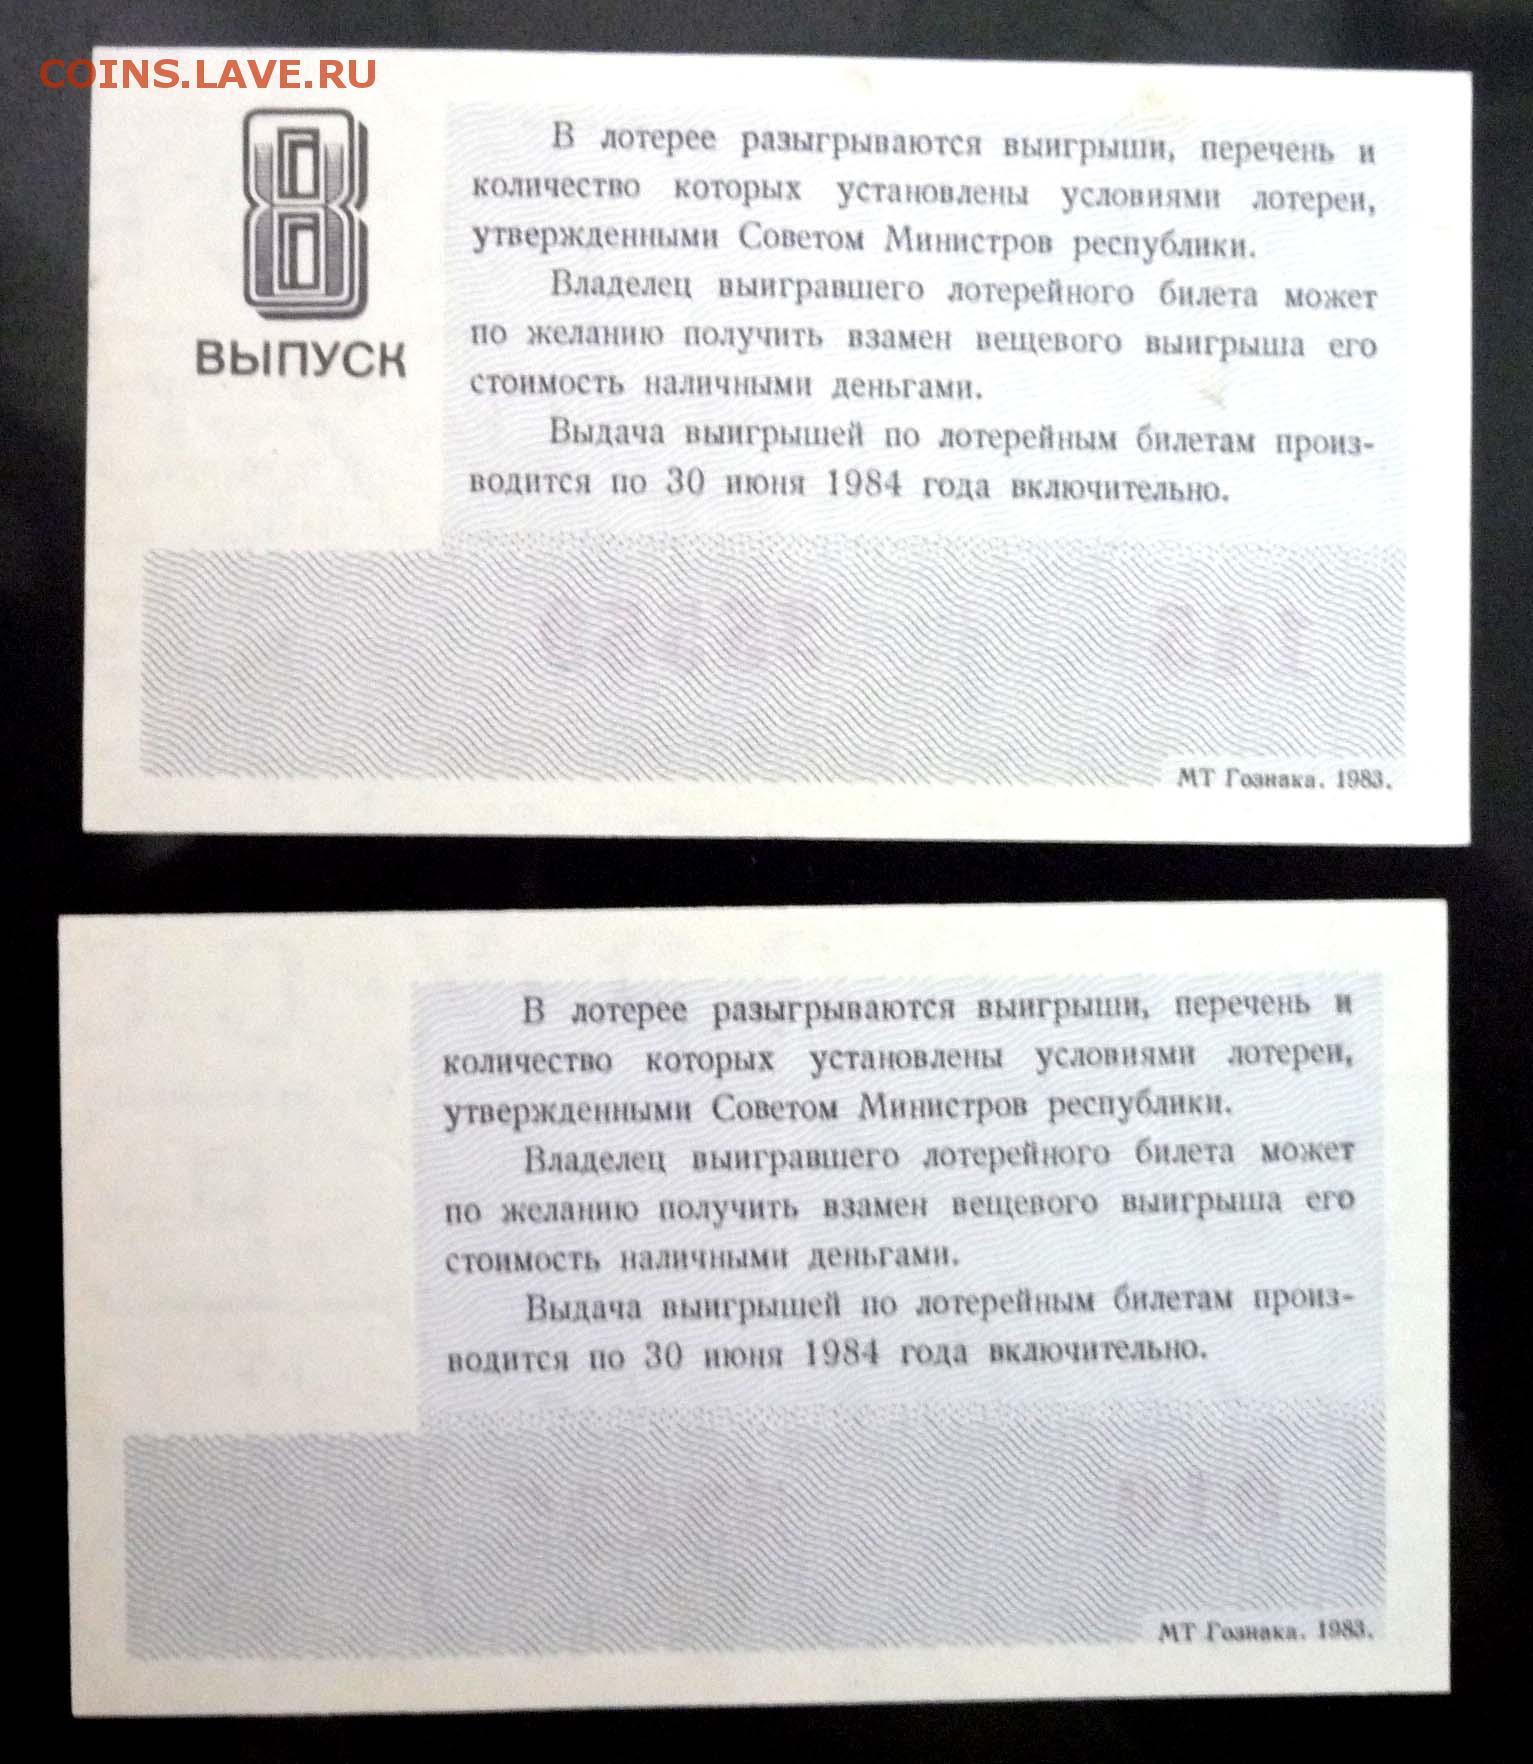 COINS.LAVE.RU
8
ВЫПУСК
В лотерее разыгрываются выигрыши, перечень и
количество которых установлены условиями лотереи,
утвержденными Советом Министров республики.
Владелец выигравшего лотерейного билета может
по желанию получить взамен вещевого выигрыша его
стоимость наличными деньгами.
Выдача выигрышей по лотерейным билетам произ-
водится по 30 июня 1984 года включительно.
МТ Гознака. 1983.
В лотерее разыгрываются выигрыши, перечень и
количество которых установлены условиями лотереи,
утвержденными Советом Министров республики.
Владелец выигравшего лотерейного билета может
по желанию получить взамен вещевого выигрыша его
стоимость наличными деньгами.
Выдача выигрышей по лотерейным билетам произ-
водится по 30 июня 1984 года включительно.
МТ Гознака. 1983.